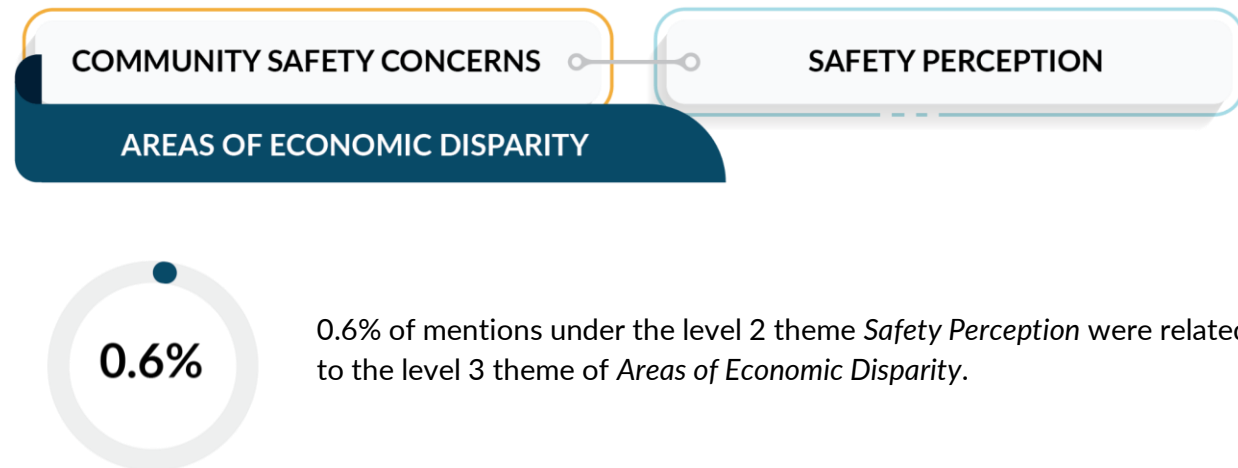 COMMUNITY SAFETY CONCERNS
SAFETY PERCEPTION
AREAS OF ECONOMIC DISPARITY
0.6%
0.6% of mentions under the level 2 theme Safety Perception were related
to the level 3 theme of Areas of Economic Disparity.